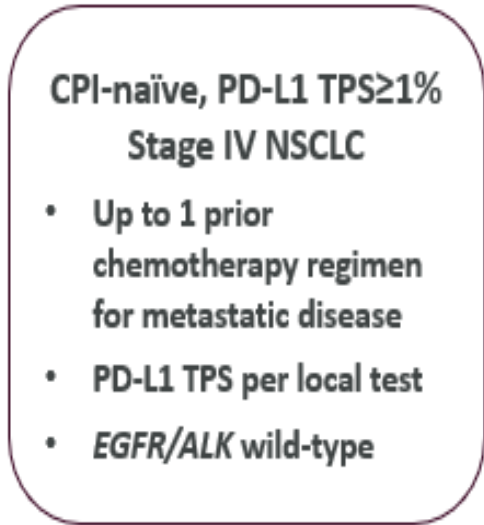 CPI-naïve, PD-L1 TPS≥1%
Stage IV NSCLC
• Up to 1 prior
chemotherapy regimen
for metastatic disease
• PD-L1 TPS per local test
• EGFR/ALK wild-type